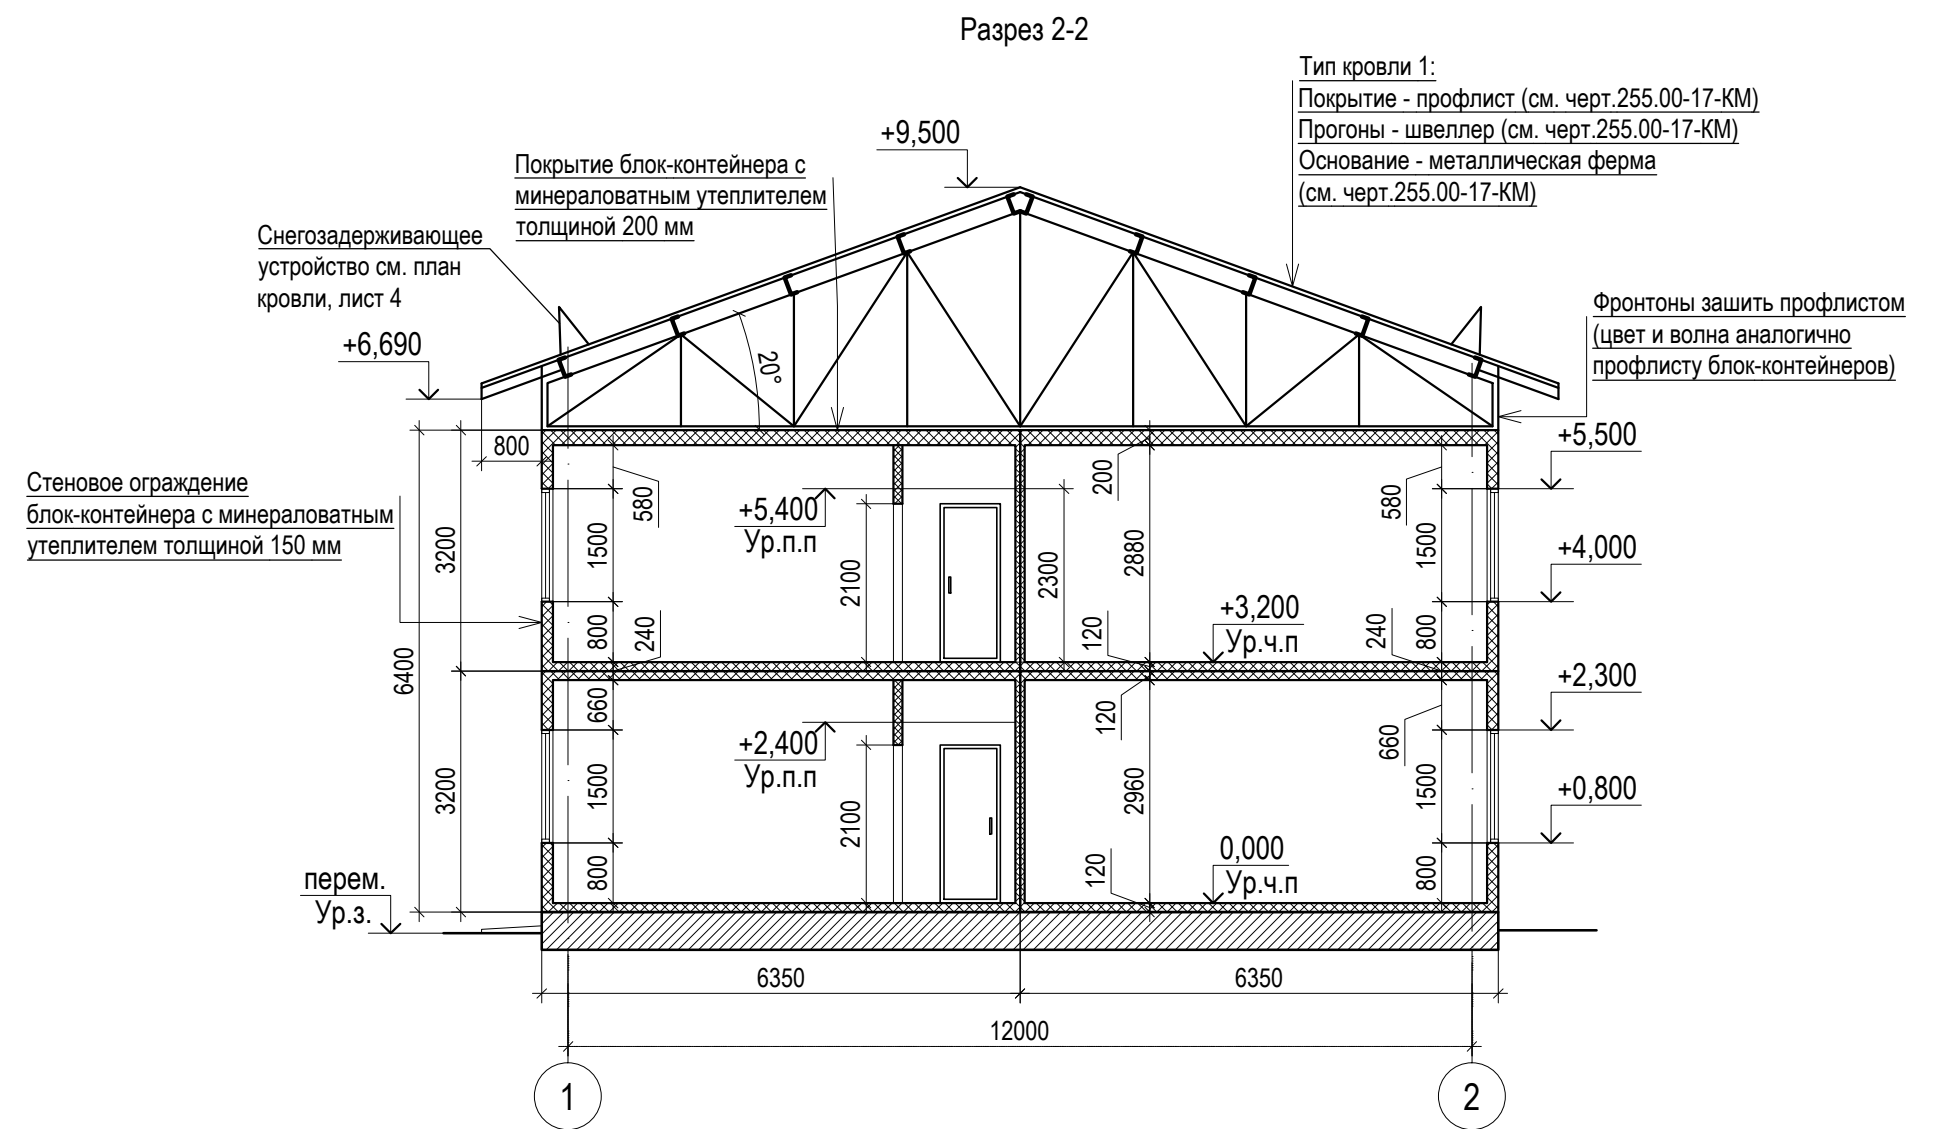 Разрез 2-2
Тип кровли 1:
Покрытие - профлист (см. черт.255.00-17-КМ)
Прогоны - швеллер (см. черт.255.00-17-КМ)
Основание - металлическая ферма
(см. черт.255.00-17-КМ)
+9,500
Покрытие блок-контейнера с
минераловатным утеплителем
толщиной 200 мм
Снегозадерживающее
устройство см. план
кровли, лист 4
Фронтоны зашить профлистом
(цвет и волна аналогично
профлисту блок-контейнеров)
+6,690
20°
800
Стеновое ограждение
блок-контейнера с минераловатным
утеплителем толщиной 150 мм
+5,500
+4,000
+2,300
+0,800
6400
3200
3200
580
1500
800
240
660
1500
800
+5,400
Ур.п.п
2100
+2,400
Ур.п.п
2100
2300
200
2880
120
120
2960
120
+3,200
Ур.ч.п
0,000
Ур.ч.п
580
1500
800
240
660
1500
800
перем.
Ур.з.
6350
6350
12000
1
2